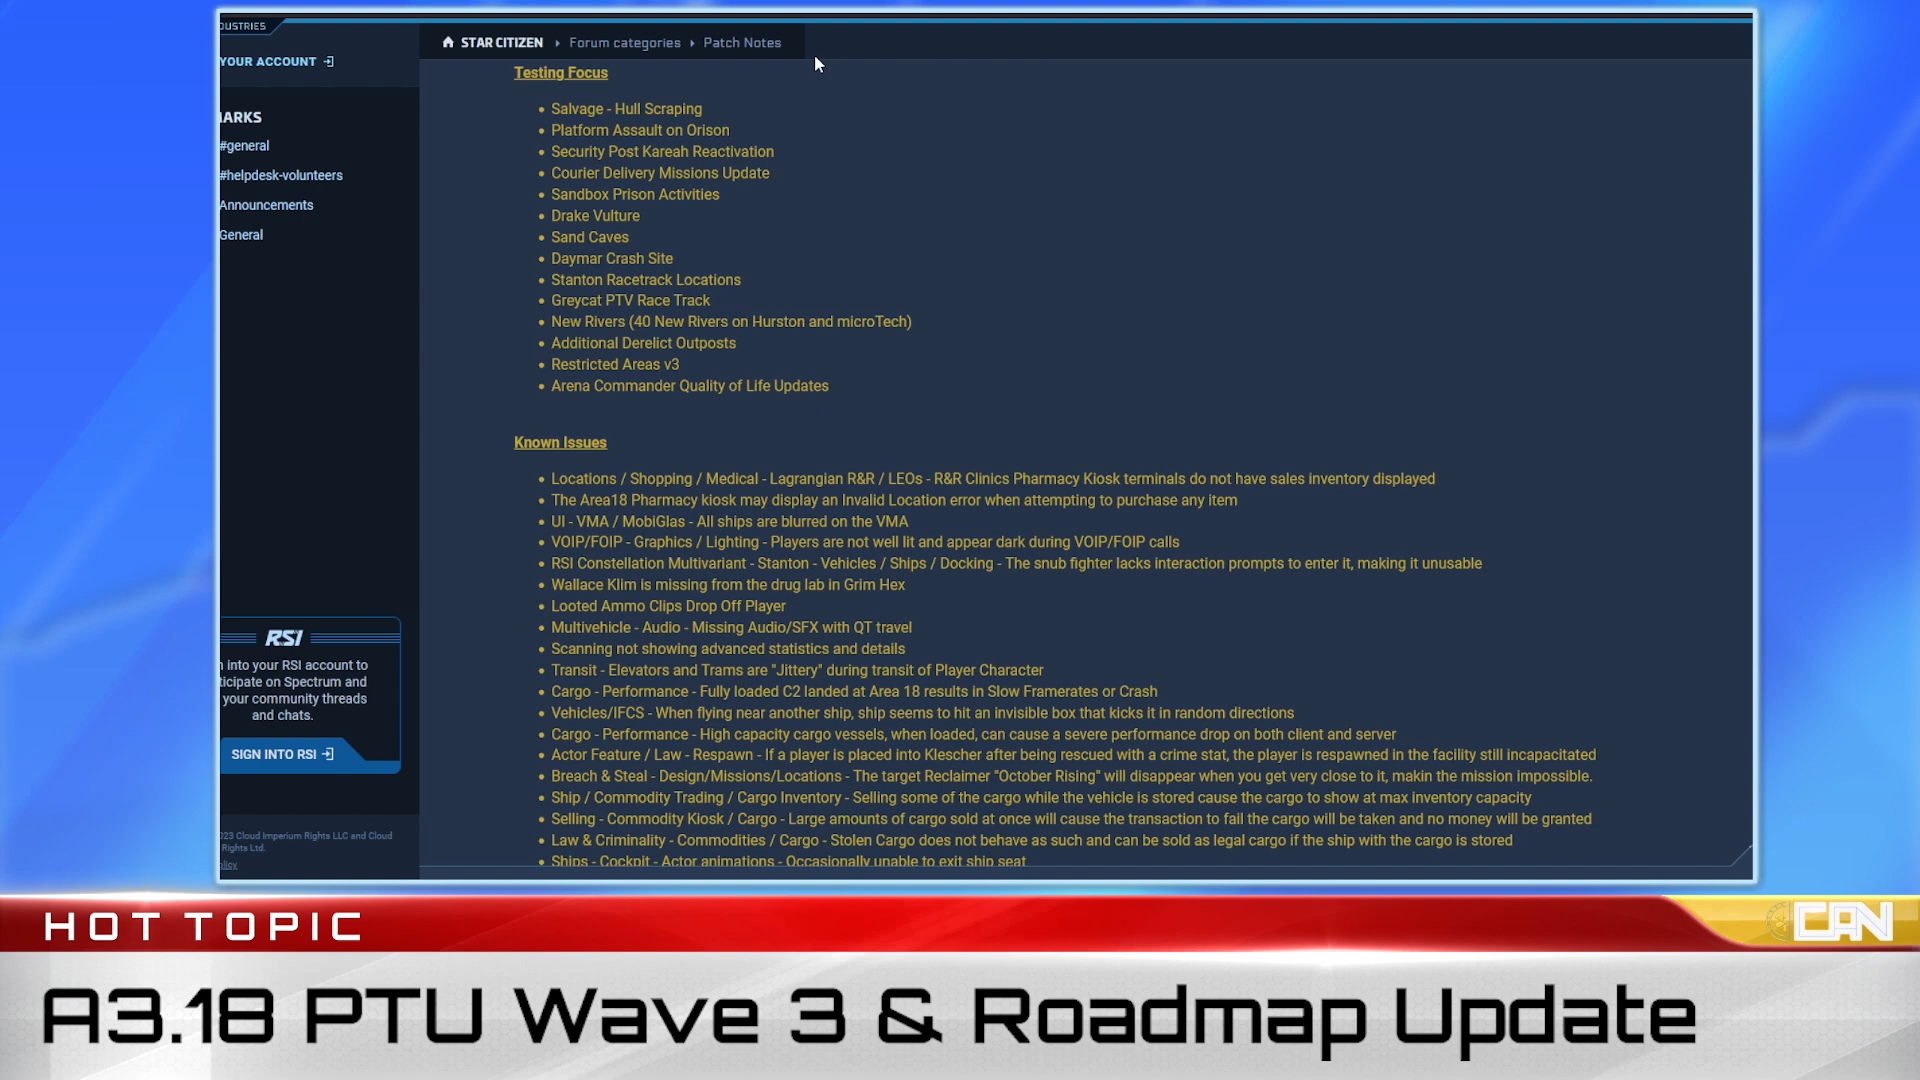 DUSTRIES
YOUR ACCOUNT
STAR CITIZEN
Forum categories
Patch Notes
ARKS
#general
#helpdesk-volunteers
Announcements
General
Testing Focus
Salvage - Hull Scraping
Platform Assault on Orison
Security Post Kareah Reactivation
Courier Delivery Missions Update
Sandbox Prison Activities
Drake Vulture
Sand Caves
Daymar Crash Site
Stanton Racetrack Locations
Greycat PTV Race Track
New Rivers (40 New Rivers on Hurston and microTech)
Additional Derelict Outposts
Restricted Areas v3
Arena Commander Quality of Life Updates
Known Issues
Locations / Shopping / Medical - Lagrangian R&R / LEOs - R&R Clinics Pharmacy Kiosk terminals do not have sales inventory displayed
The Area18 Pharmacy kiosk may display an Invalid Location error when attempting to purchase any item
UI - VMA / MobiGlas - All ships are blurred on the VMA
VOIP/FOIP - Graphics / Lighting - Players are not well lit and appear dark during VOIP/FOIP calls
RSI Constellation Multivariant - Stanton - Vehicles / Ships / Docking - The snub fighter lacks interaction prompts to enter it, making it unusable
Wallace Klim is missing from the drug lab in Grim Hex
Looted Ammo Clips Drop Off Player
Multivehicle - Audio - Missing Audio/SFX with QT travel
Scanning not showing advanced statistics and details
Transit - Elevators and Trams are "Jittery" during transit of Player Character
Cargo - Performance - Fully loaded C2 landed at Area 18 results in Slow Framerates or Crash
Vehicles/IFCS - When flying near another ship, ship seems to hit an invisible box that kicks it in random directions
Cargo - Performance - High capacity cargo vessels, when loaded, can cause a severe performance drop on both client and server
Actor Feature / Law - Respawn - If a player is placed into Klescher after being rescued with a crime stat, the player is respawned in the facility still incapacitated
Breach & Steal - Design/Missions/Locations - The target Reclaimer "October Rising" will disappear when you get very close to it, makin the mission impossible.
Ship / Commodity Trading / Cargo Inventory - Selling some of the cargo while the vehicle is stored cause the cargo to show at max inventory capacity
Selling - Commodity Kiosk / Cargo - Large amounts of cargo sold at once will cause the transaction to fail the cargo will be taken and no money will be granted
Law & Criminality - Commodities / Cargo - Stolen Cargo does not behave as such and can be sold as legal cargo if the ship with the cargo is stored
Ships - Cockpit - Actor animations - Occasionally unable to exit ship seat
RSI
into your RSI account to
ticipate on Spectrum and
your community threads
and chats.
SIGN INTO RSI
023 Cloud Imperium Rights LLC and Cloud
Rights Ltd.
olicy
HOT TOPIC
CAN
A3.18 PTU Wave 3 & Roadmap Update